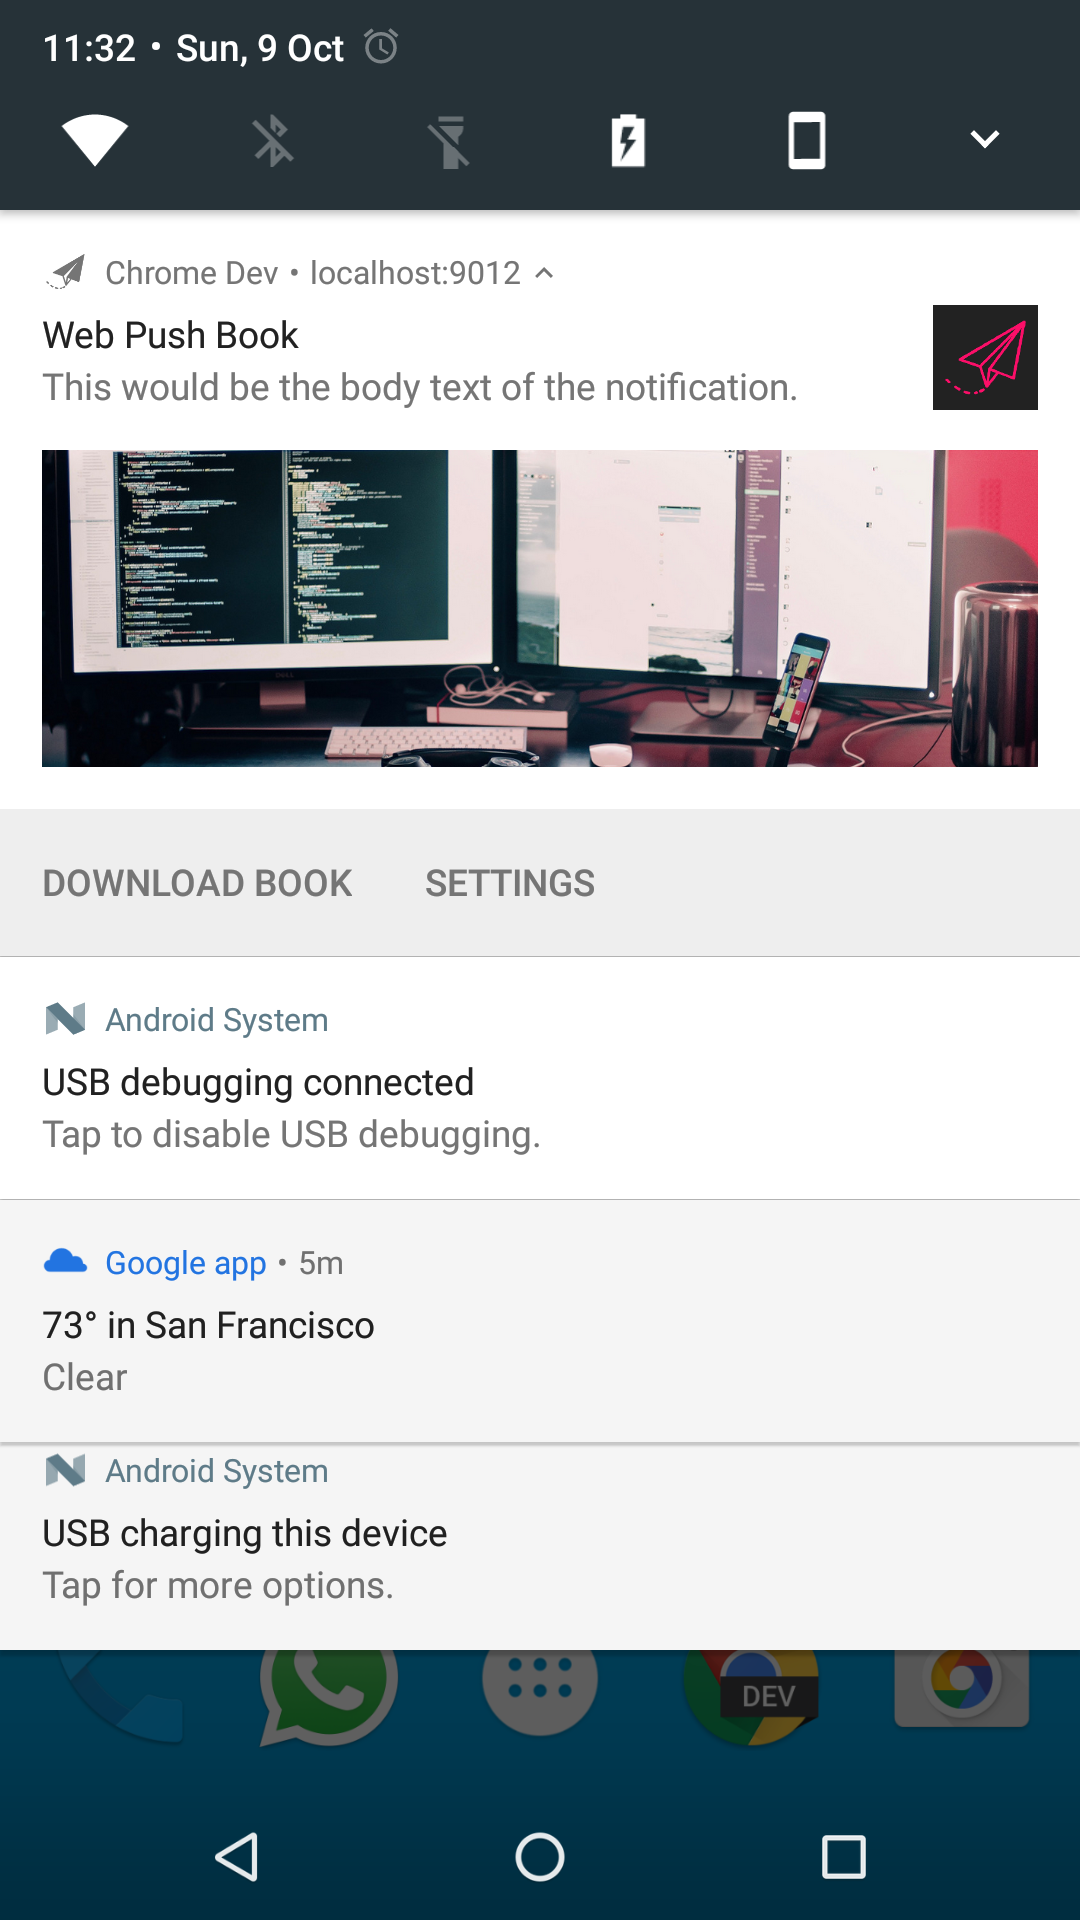 11:32 • Sun, 9 Oct
Chrome Dev • localhost:9012
Web Push Book
This would be the body text of the notification.
DOWNLOAD BOOK SETTINGS
Android System
USB debugging connected
Tap to disable USB debugging.
Google app • 5m
73° in San Francisco
Clear
Android System
USB charging this device
Tap for more options.
DEV